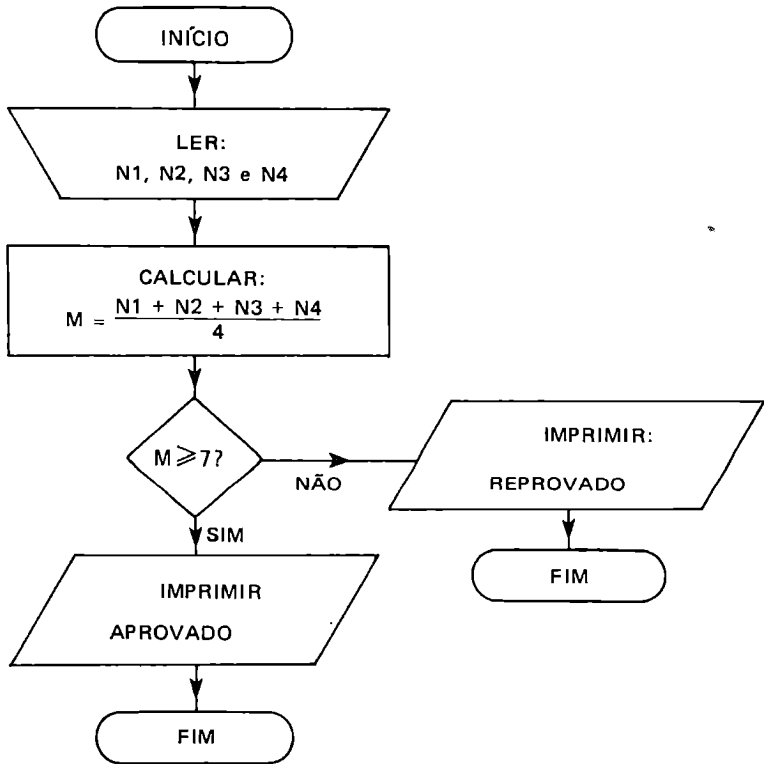 INÍCIO
LER:
N1, N2, N3 e N4
CALCULAR:
M = N1 + N2 + N3 + N4
4
M ⩾ 7?
NÃO
IMPRIMIR:
REPROVADO
FIM
SIM
IMPRIMIR
APROVADO
FIM